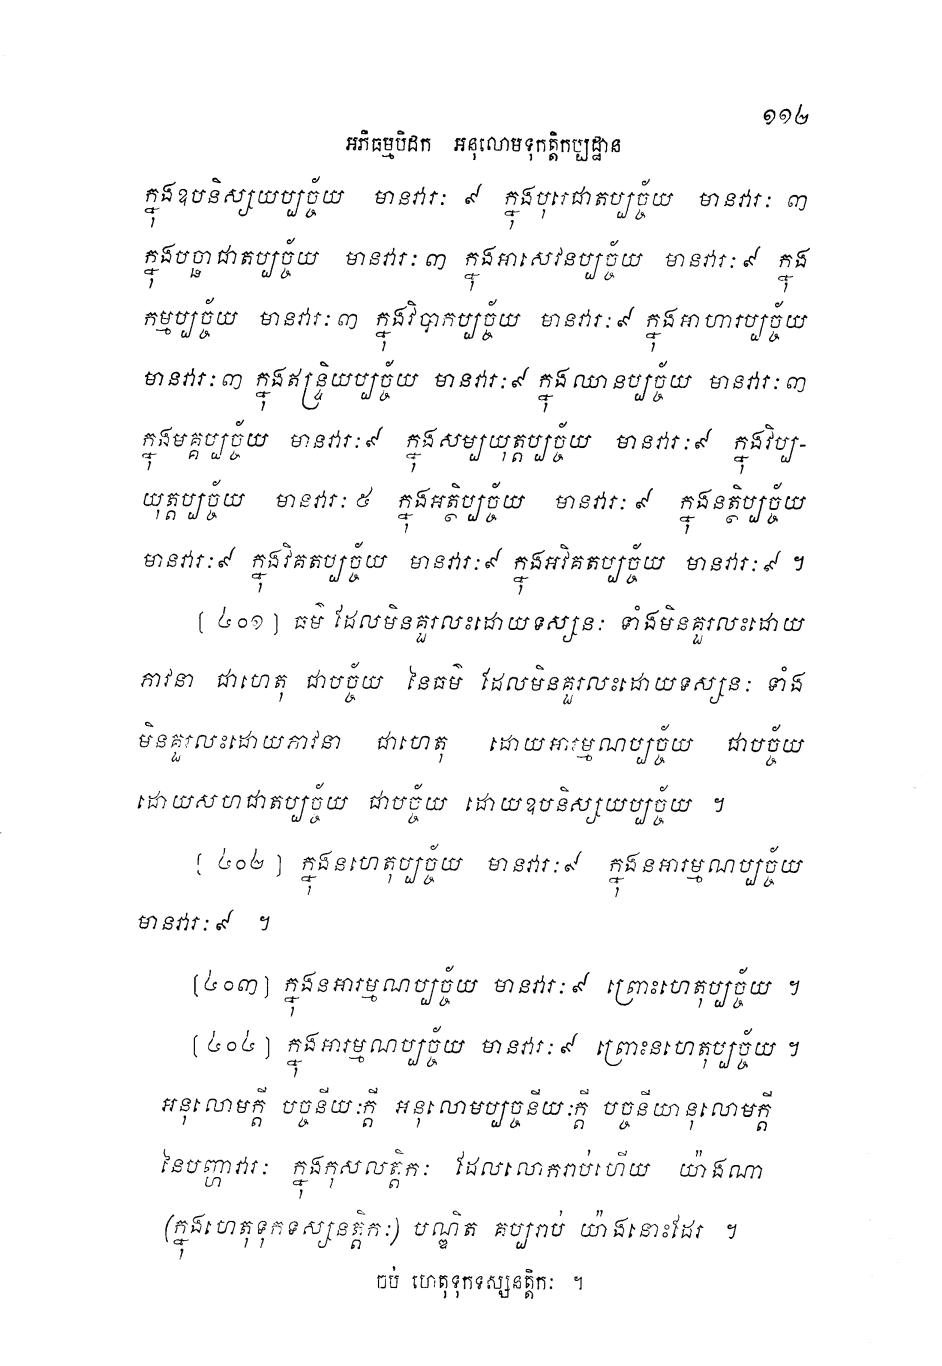 ១១២
អភិធម្មបិដក អនុលោមទុកត្តិកប្បដ្ឋាន
ក្នុងឧបនិស្សយប្បច្ច័យ មានវារៈ ៩ ក្នុងបុរេជាតប្បច្ច័យ មានវារៈ ៣
ក្នុងបច្ឆាជាតប្បច្ច័យ មានវារៈ ៣ ក្នុងអាសេវនប្បច្ច័យ មានវារៈ ៩ ក្នុង
កម្មប្បច្ច័យ មានវារៈ ៣ ក្នុងវិបាកប្បច្ច័យ មានវារៈ ៩ ក្នុងអាហារប្បច្ច័យ
មានវារៈ ៣ ក្នុងឥន្ទ្រិយប្បច្ច័យ មានវារៈ ៩ ក្នុងឈានប្បច្ច័យ មានវារៈ ៣
ក្នុងមគ្គប្បច្ច័យ មានវារៈ ៩ ក្នុងសម្បយុត្តប្បច្ច័យ មានវារៈ ៩ ក្នុងវិប្ប-
យុត្តប្បច្ច័យ មានវារៈ ៥ ក្នុងអត្ថិប្បច្ច័យ មានវារៈ ៩ ក្នុងនត្ថិប្បច្ច័យ
មានវារៈ ៩ ក្នុងវិគតប្បច្ច័យ មានវារៈ ៩ ក្នុងអវិគតប្បច្ច័យ មានវារៈ ៩ ។
(៤០១) ធម៌ ដែលមិនគួរលះដោយទស្សនៈ ទាំងមិនគួរលះដោយ
ភាវនា ជាហេតុ ជាបច្ច័យ នៃធម៌ ដែលមិនគួរលះដោយទស្សនៈ ទាំង
មិនគួរលះដោយភាវនា ជាហេតុ ដោយអារម្មណប្បច្ច័យ ជាបច្ច័យ
ដោយសហជាតប្បច្ច័យ ជាបច្ច័យ ដោយឧបនិស្សយប្បច្ច័យ ។
(៤០២) ក្នុងនហេតុប្បច្ច័យ មានវារៈ ៩ ក្នុងនអារម្មណប្បច្ច័យ
មានវារៈ ៩ ។
(៤០៣) ក្នុងនអារម្មណប្បច្ច័យ មានវារៈ ៩ ព្រោះហេតុប្បច្ច័យ ។
(៤០៤) ក្នុងអារម្មណប្បច្ច័យ មានវារៈ ៩ ព្រោះនហេតុប្បច្ច័យ ។
អនុលោមក្តី បច្ចនីយៈក្តី អនុលោមប្បច្ចនីយៈក្តី បច្ចនីយានុលោមក្តី
នៃបញ្ហាវារៈ ក្នុងកុសលត្តិកៈ ដែលលោករាប់ហើយ យ៉ាងណា
(ក្នុងហេតុទុកទស្សនត្តិកៈ) បណ្ឌិត គប្បីរាប់ យ៉ាងនោះដែរ ។
ចប់ ហេតុទុកទស្សនត្តិកៈ ។